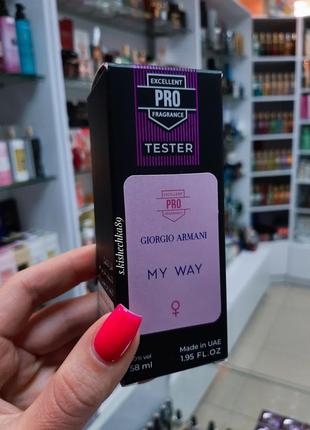 EXCELLENT
PRO
FRAGRANCE
TESTER
EXCELLENT
PRO
FRAGRANCE
GIORGIO ARMANI
MY WAY
s.kishechka89
% vol
58 ml
Made in UAE
1.95 FL.OZ